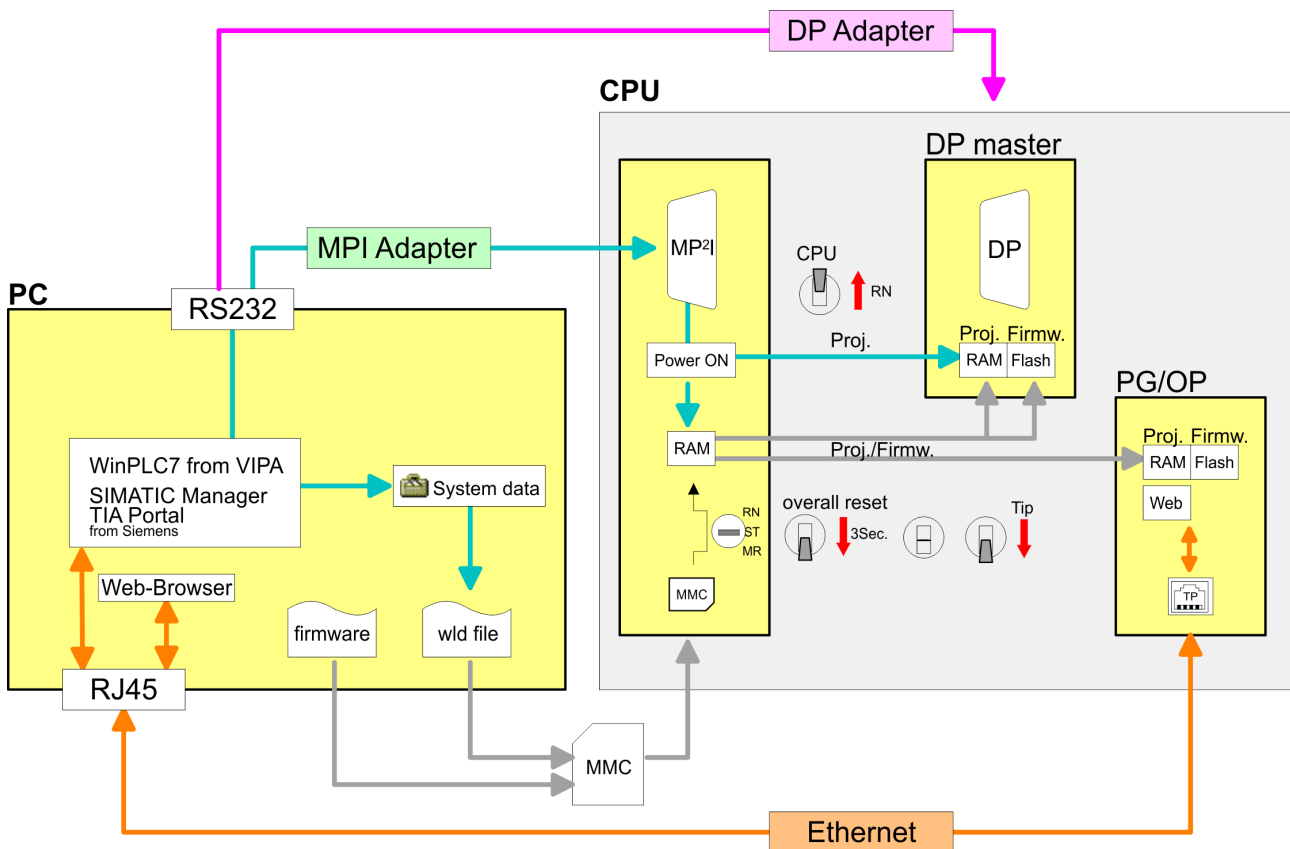 DP Adapter
CPU
DP master
MPI Adapter
MP²I
CPU
RN
DP
PC
RS232
Power ON
Proj.
Proj. Firmw.
RAM Flash
PG/OP
RAM
Proj./Firmw.
Proj. Firmw.
RAM Flash
Web
WinPLC7 from VIPA
SIMATIC Manager
TIA Portal
from Siemens
System data
RN
ST
MR
overall reset
3Sec.
Tip
Web-Browser
MMC
TP
firmware
wld file
RJ45
MMC
Ethernet